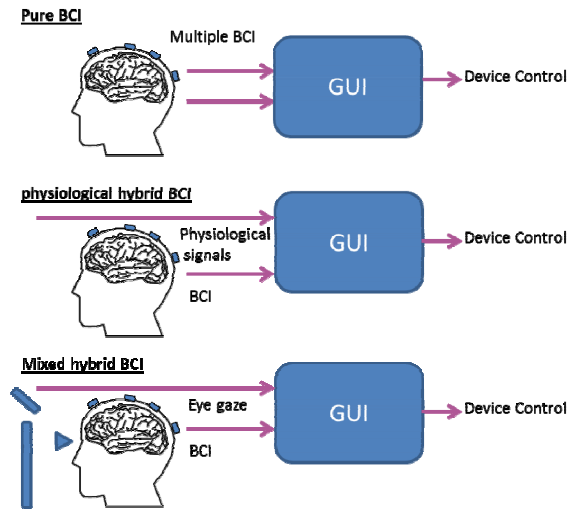 Pure BCI
Multiple BCI
GUI
Device Control
physiological hybrid BCI
Physiological
signals
BCI
GUI
Device Control
Mixed hybrid BCI
Eye gaze
BCI
GUI
Device Control